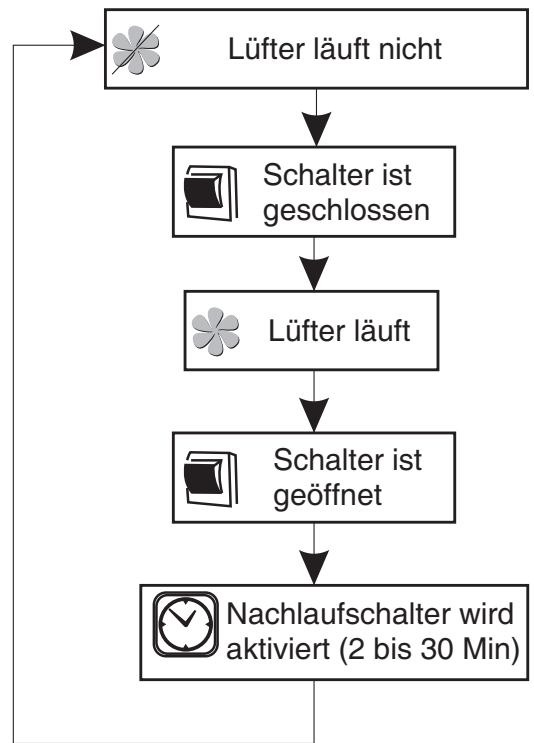 Lüfter läuft nicht
Schalter ist
geschlossen
Lüfter läuft
Schalter ist
geöffnet
Nachlaufschalter wird
aktiviert (2 bis 30 Min)